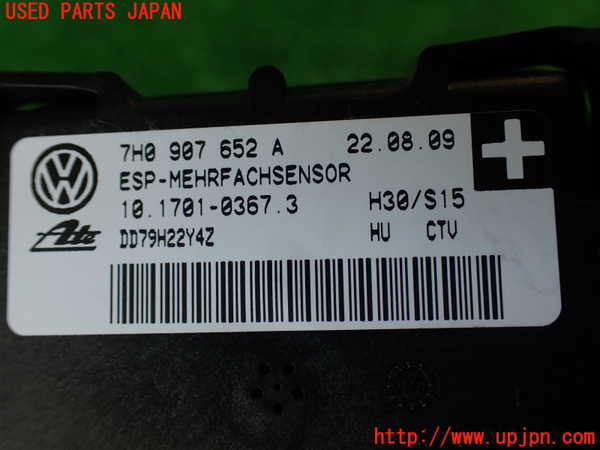 USED PARTS JAPAN
7H0 907 652 A 22.08.09
ESP-MEHRFACHSENSOR
10.1701-0367.3 H30/S15
Ate DD79H22Y4Z HU CTV
http://www.upjpn.com/